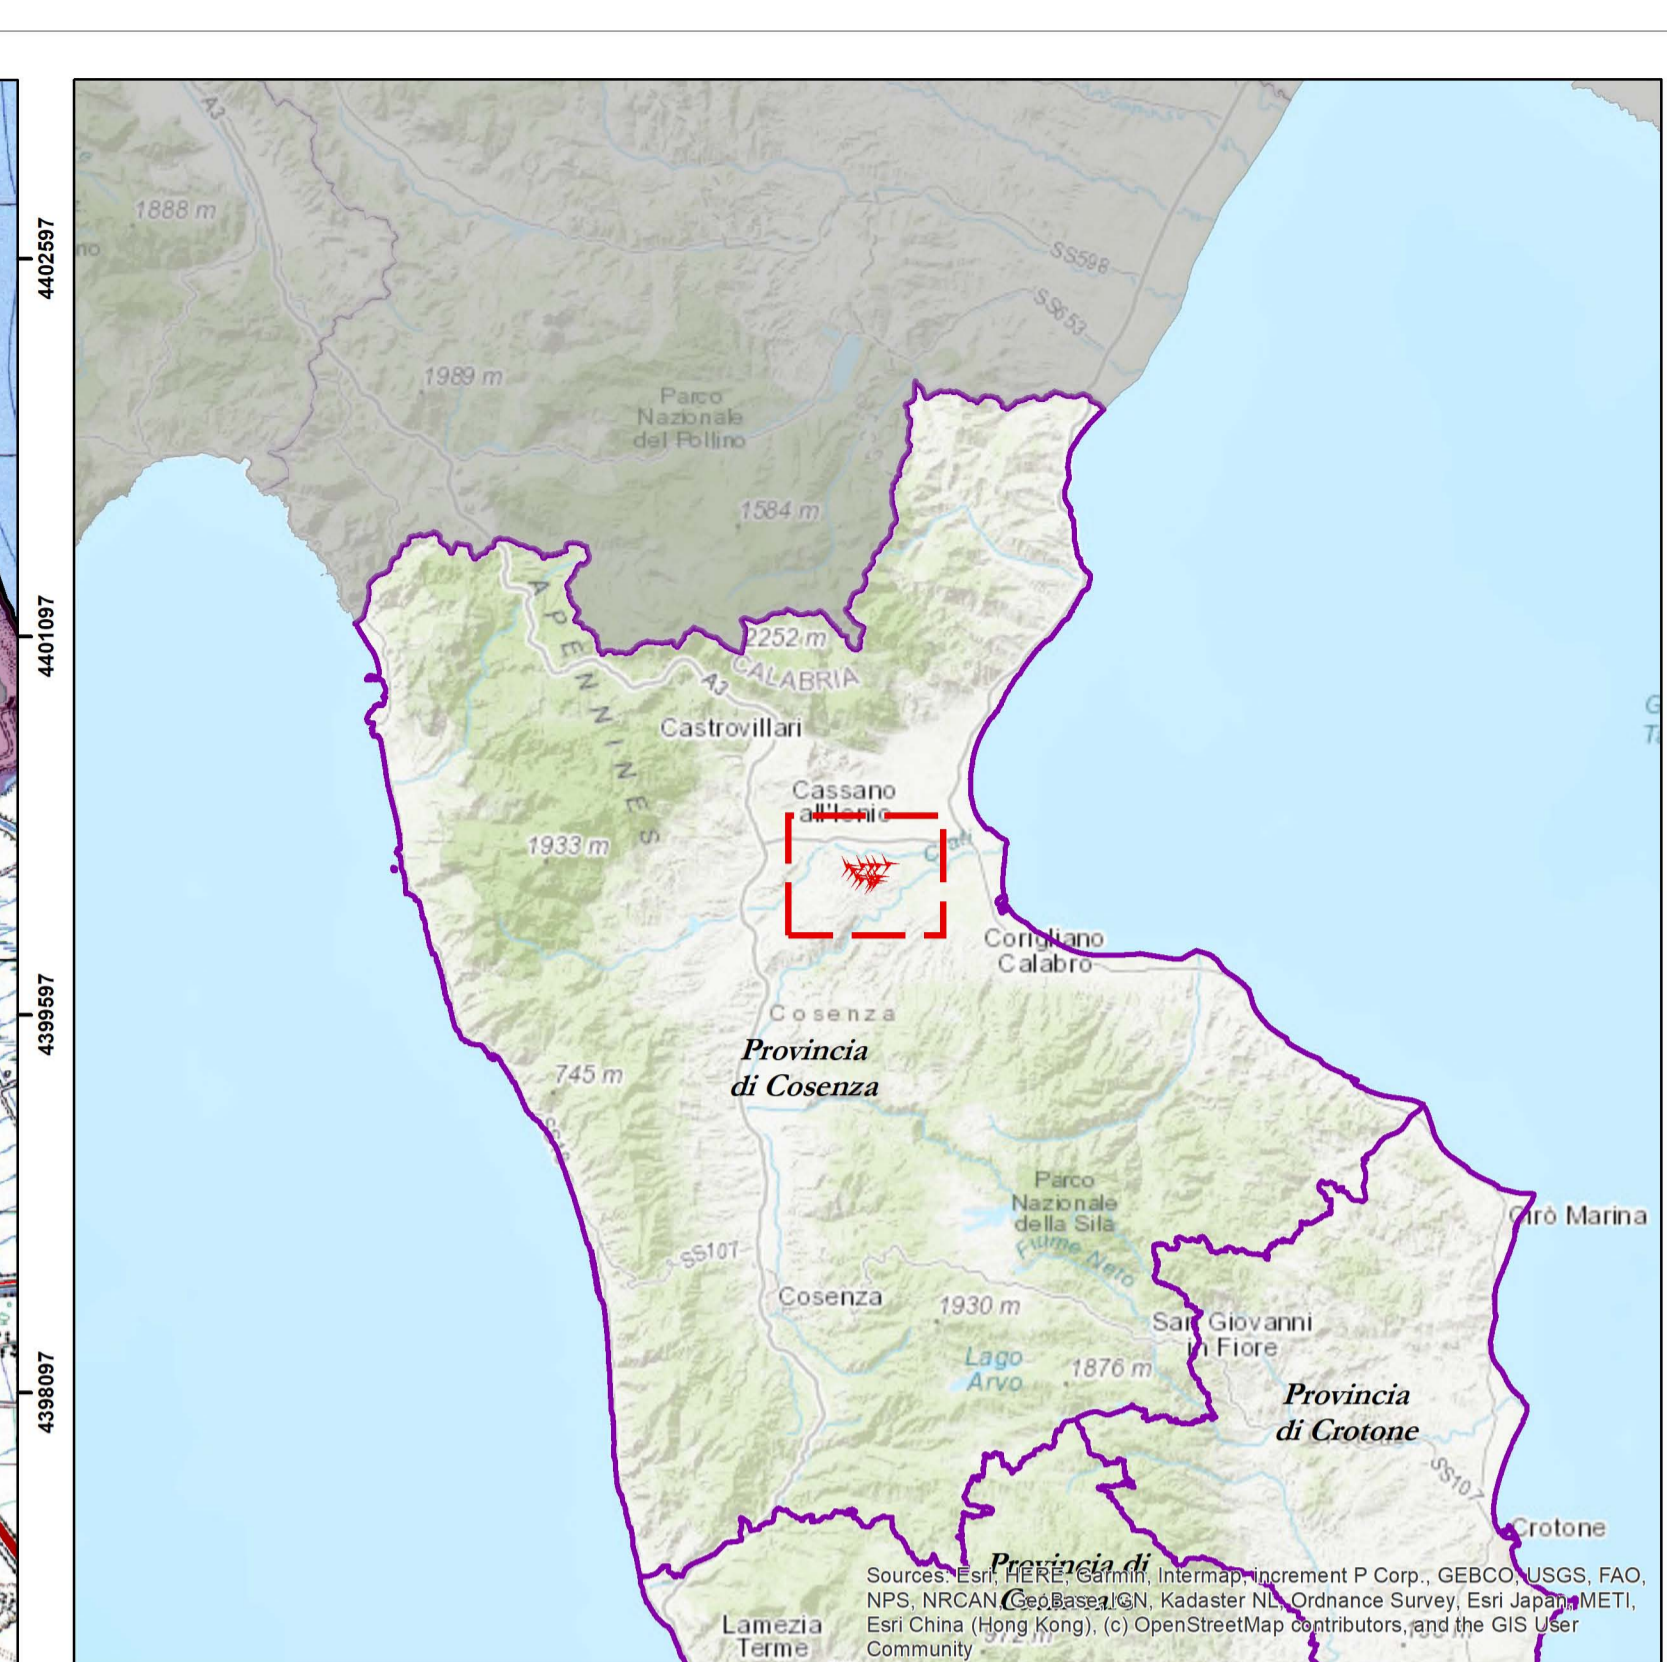 A3
1888 m
no
SS598
SS653
4402597
1989 m
Parco
Nazionale
del Pollino
1584 m
4401097
2252 m
CALABRIA
APENNINES
A3
Castrovillari
Cassano
all'Ionio
1933 m
Crati
Corigliano
Calabro
4399597
Cosenza
Provincia
di Cosenza
745 m
Parco
Nazionale
della Sila
Fiume Neto
Cirò Marina
SS107
Cosenza
1930 m
San Giovanni
in Fiore
Lago
Arvo
1876 m
4398097
Provincia
di Crotone
SS107
Crotone
Provincia di
Sources: Esri, HERE, Garmin, Intermap, increment P Corp., GEBCO, USGS, FAO,
NPS, NRCAN, GeoBase, IGN, Kadaster NL, Ordnance Survey, Esri Japan, METI,
Esri China (Hong Kong), (c) OpenStreetMap contributors, and the GIS User
Community
Lamezia
Terme
972 m